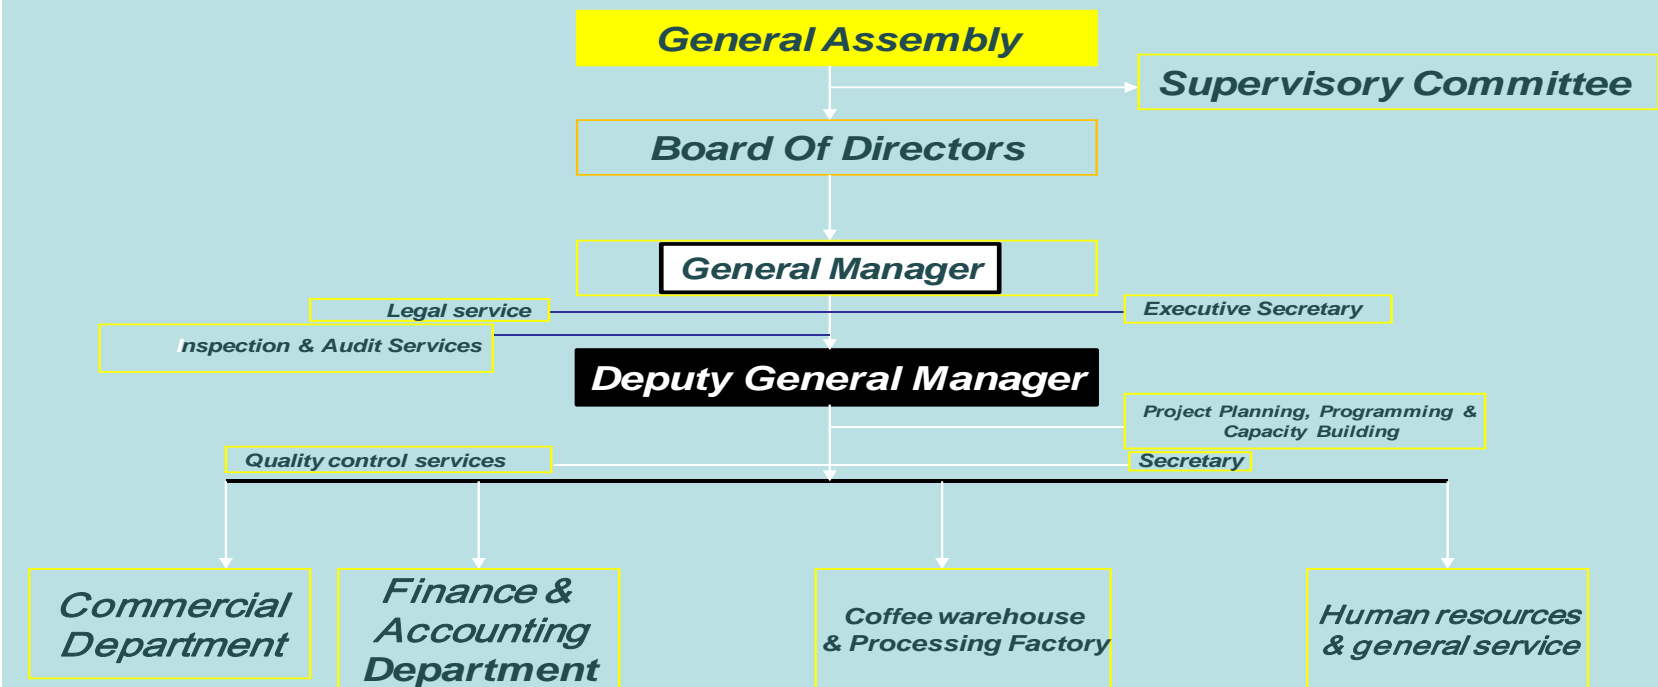 General Assembly
Supervisory Committee
Board Of Directors
General Manager
Legal service
Executive Secretary
Inspection & Audit Services
Deputy General Manager
Project Planning, Programming &
Capacity Building
Quality control services
Secretary
Commercial
Department
Finance &
Accounting
Department
Coffee warehouse
& Processing Factory
Human resources
& general service